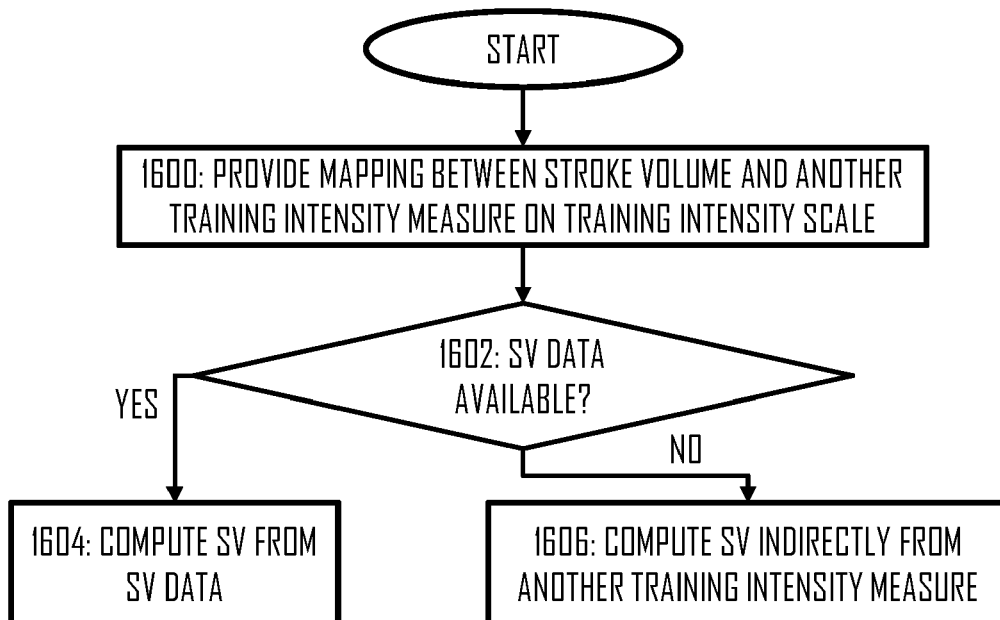 START
1600: PROVIDE MAPPING BETWEEN STROKE VOLUME AND ANOTHER
TRAINING INTENSITY MEASURE ON TRAINING INTENSITY SCALE
1602: SV DATA
AVAILABLE?
YES
NO
1604: COMPUTE SV FROM
SV DATA
1606: COMPUTE SV INDIRECTLY FROM
ANOTHER TRAINING INTENSITY MEASURE